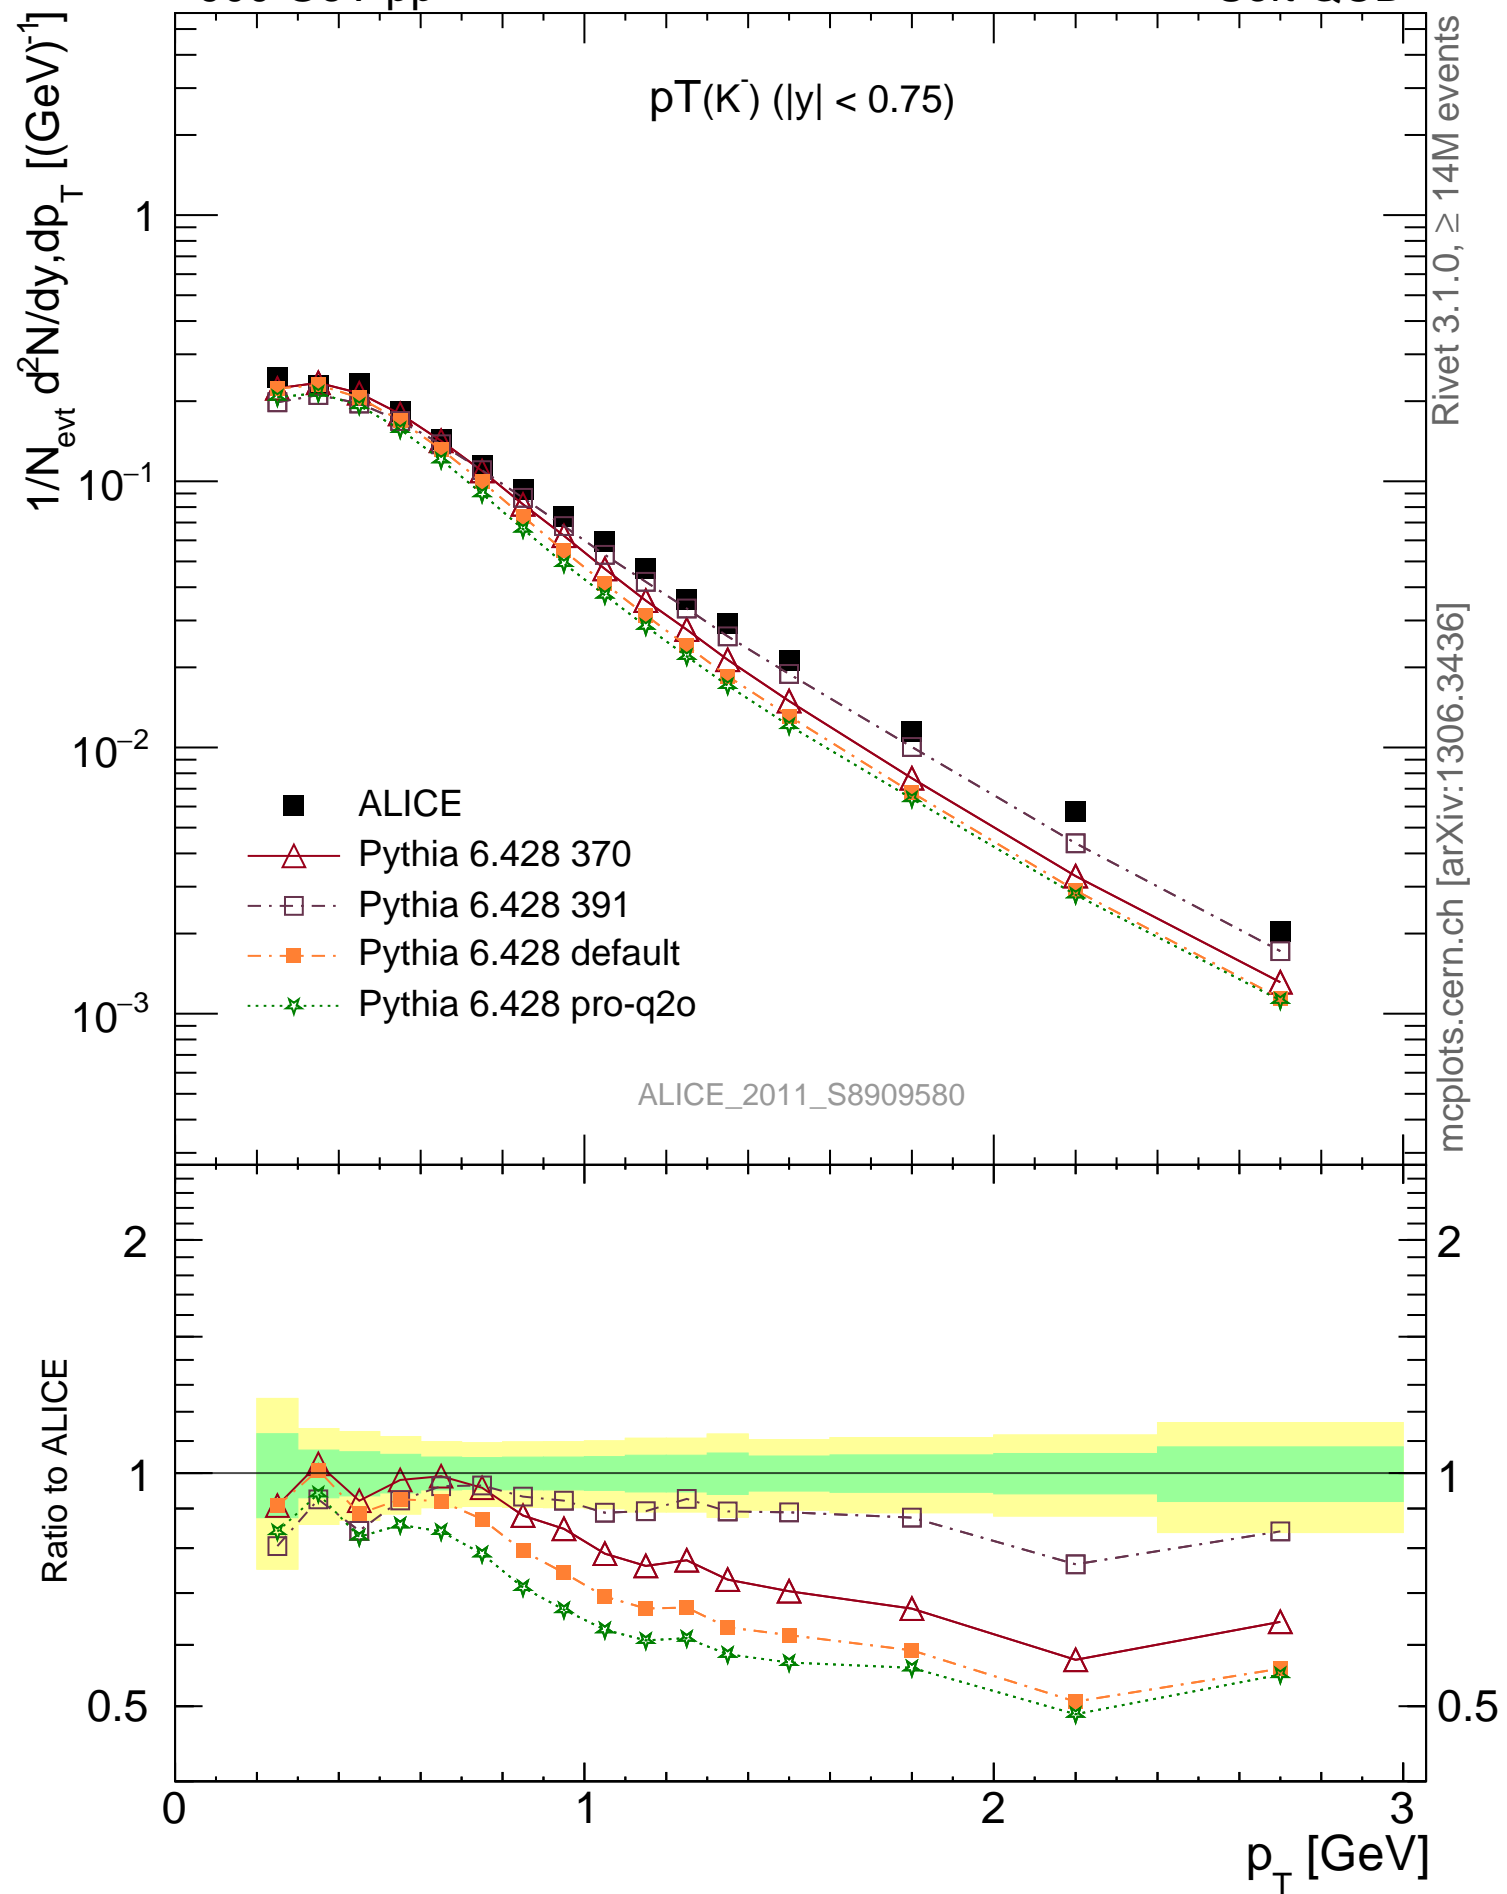 pT(K⁻) (|y| < 0.75)
1/N_evt d²N/dy,dp_T [(GeV)⁻¹]
1
10⁻¹
10⁻²
10⁻³
ALICE
Pythia 6.428 370
Pythia 6.428 391
Pythia 6.428 default
Pythia 6.428 pro-q2o
ALICE_2011_S8909580
Rivet 3.1.0, ≥ 14M events
mcplots.cern.ch [arXiv:1306.3436]
Ratio to ALICE
2
1
0.5
2
1
0.5
0
1
2
3
p_T [GeV]